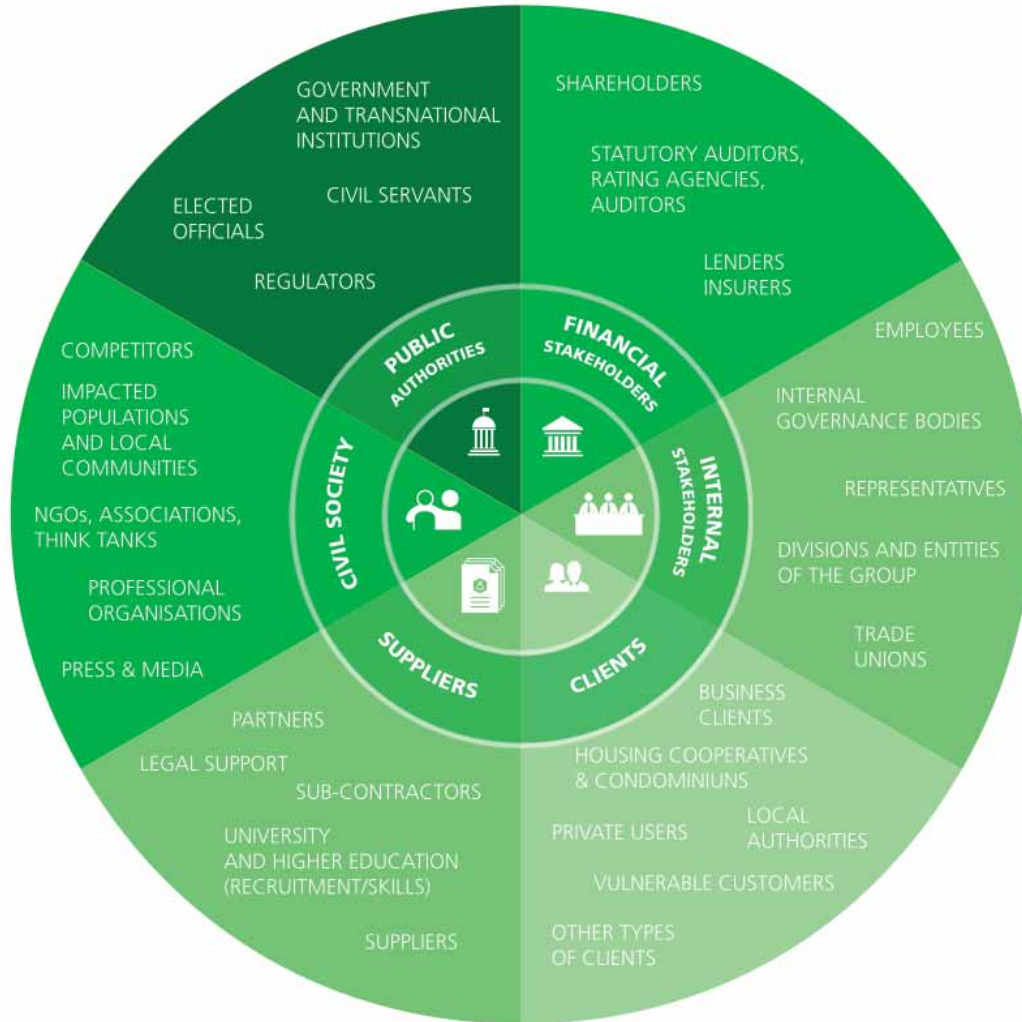 GOVERNMENT
AND TRANSNATIONAL
INSTITUTIONS
CIVIL SERVANTS
ELECTED
OFFICIALS
REGULATORS
PUBLIC
AUTHORITIES
SHAREHOLDERS
STATUTORY AUDITORS,
RATING AGENCIES,
AUDITORS
LENDERS
INSURERS
FINANCIAL
STAKEHOLDERS
EMPLOYEES
INTERNAL
GOVERNANCE BODIES
REPRESENTATIVES
DIVISIONS AND ENTITIES
OF THE GROUP
TRADE
UNIONS
INTERNAL
STAKEHOLDERS
CLIENTS
BUSINESS
CLIENTS
HOUSING COOPERATIVES
& CONDOMINIUNS
LOCAL
AUTHORITIES
PRIVATE USERS
VULNERABLE CUSTOMERS
OTHER TYPES
OF CLIENTS
SUPPLIERS
PARTNERS
LEGAL SUPPORT
SUB-CONTRACTORS
UNIVERSITY
AND HIGHER EDUCATION
(RECRUITMENT/SKILLS)
SUPPLIERS
CIVIL SOCIETY
COMPETITORS
IMPACTED
POPULATIONS
AND LOCAL
COMMUNITIES
NGOs, ASSOCIATIONS,
THINK TANKS
PROFESSIONAL
ORGANISATIONS
PRESS & MEDIA